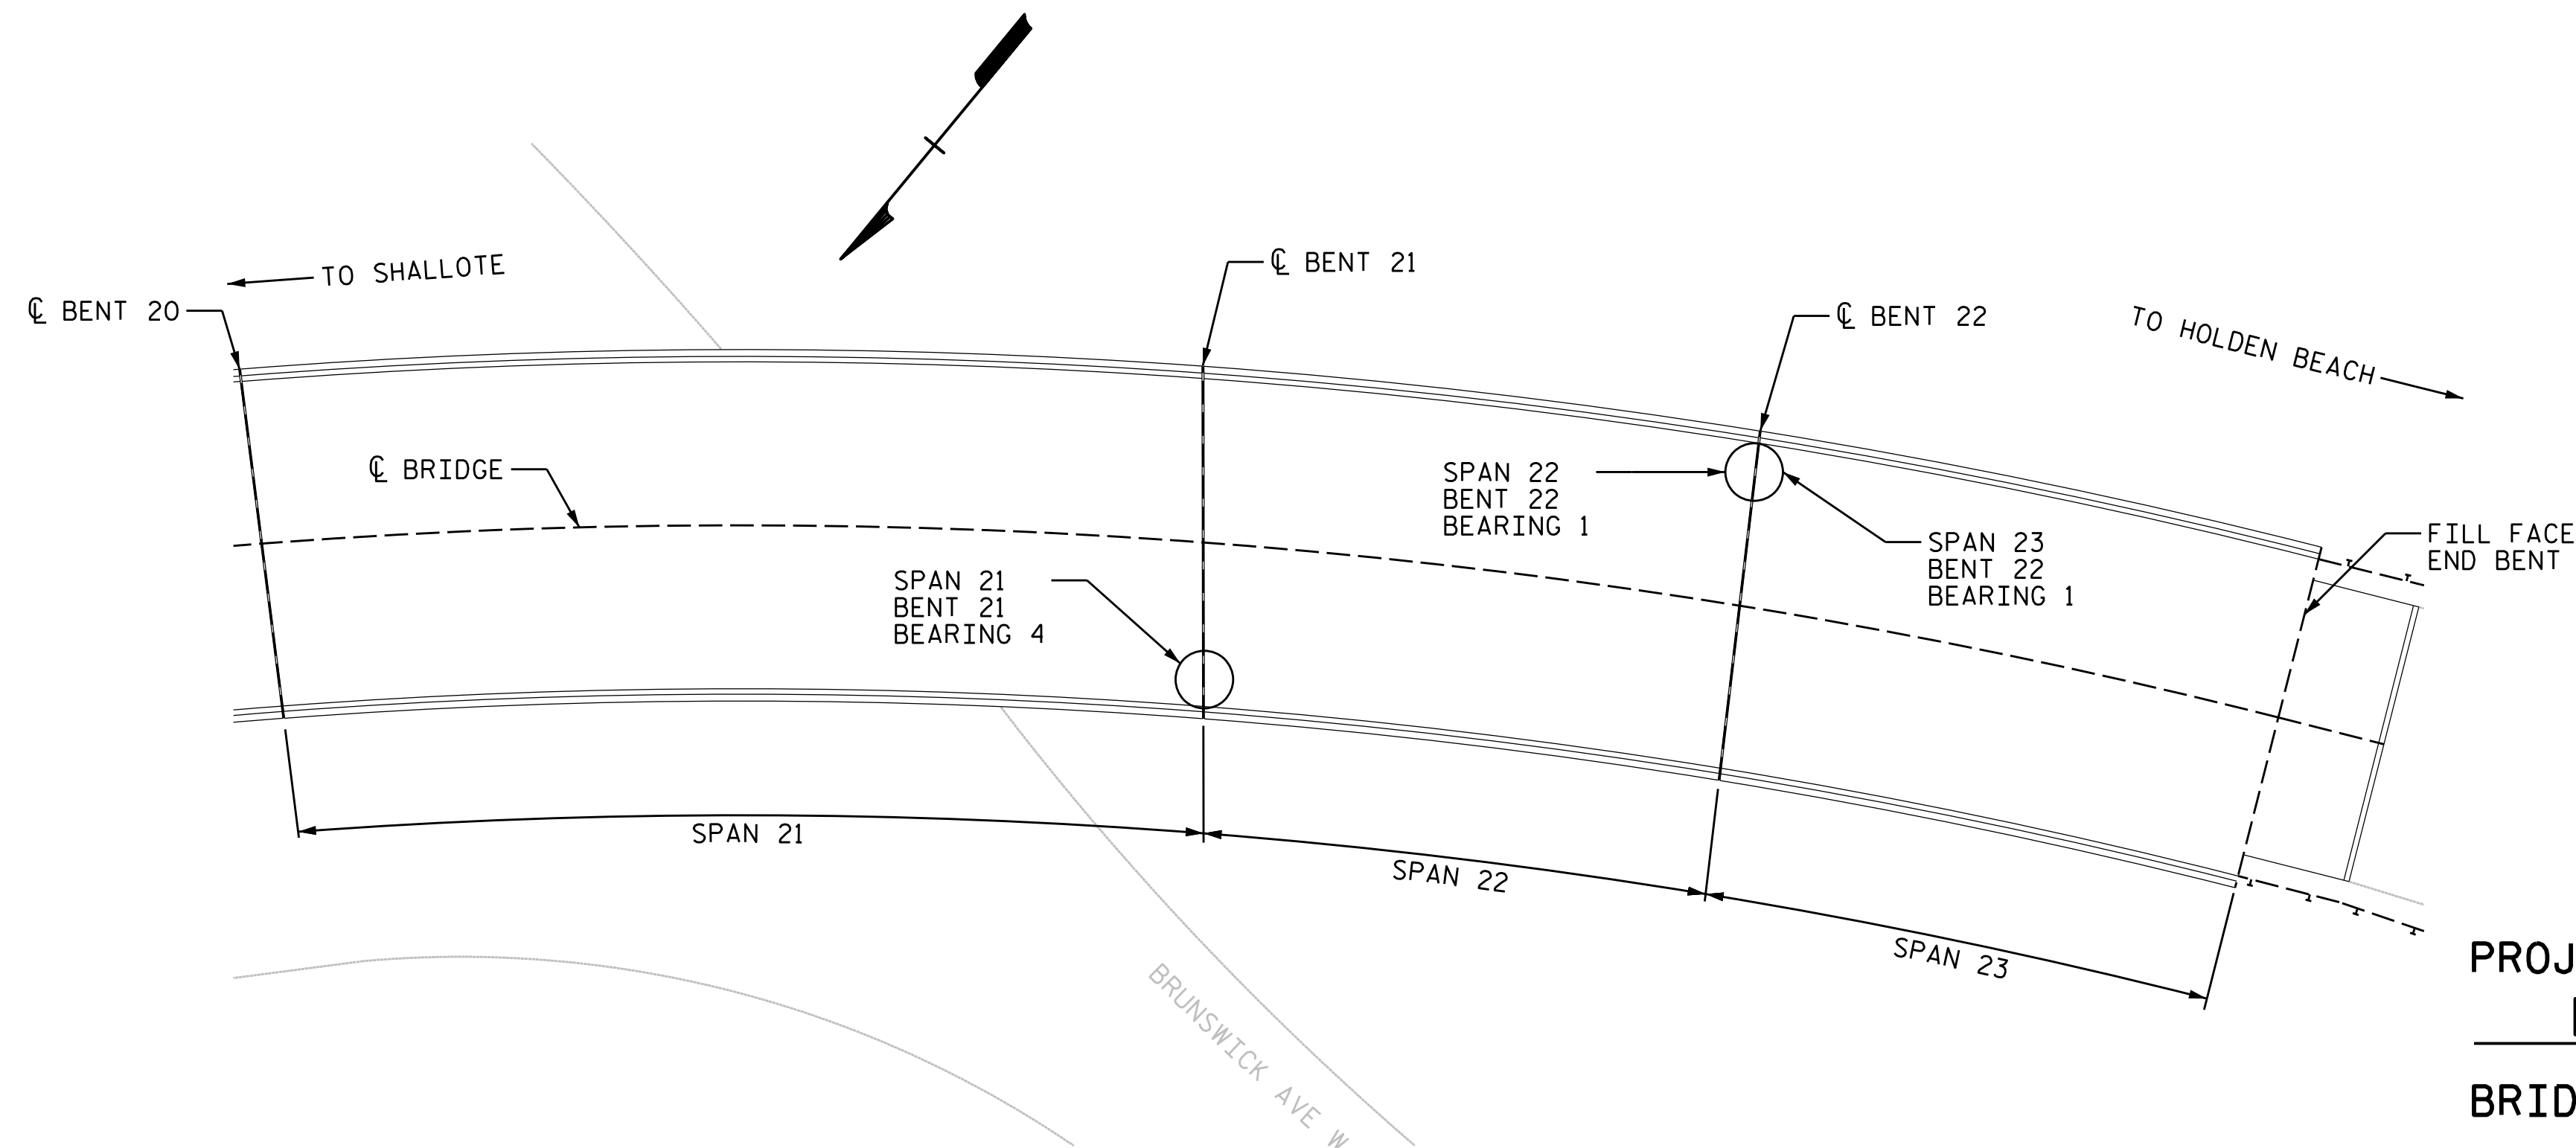 TO SHALLOTE
℄ BENT 20
℄ BENT 21
℄ BENT 22
TO HOLDEN BEACH
℄ BRIDGE
SPAN 22
BENT 22
BEARING 1
SPAN 23
BENT 22
BEARING 1
FILL FACE
END BENT
SPAN 21
BENT 21
BEARING 4
SPAN 21
SPAN 22
SPAN 23
BRUNSWICK AVE W
PROJ
BRID